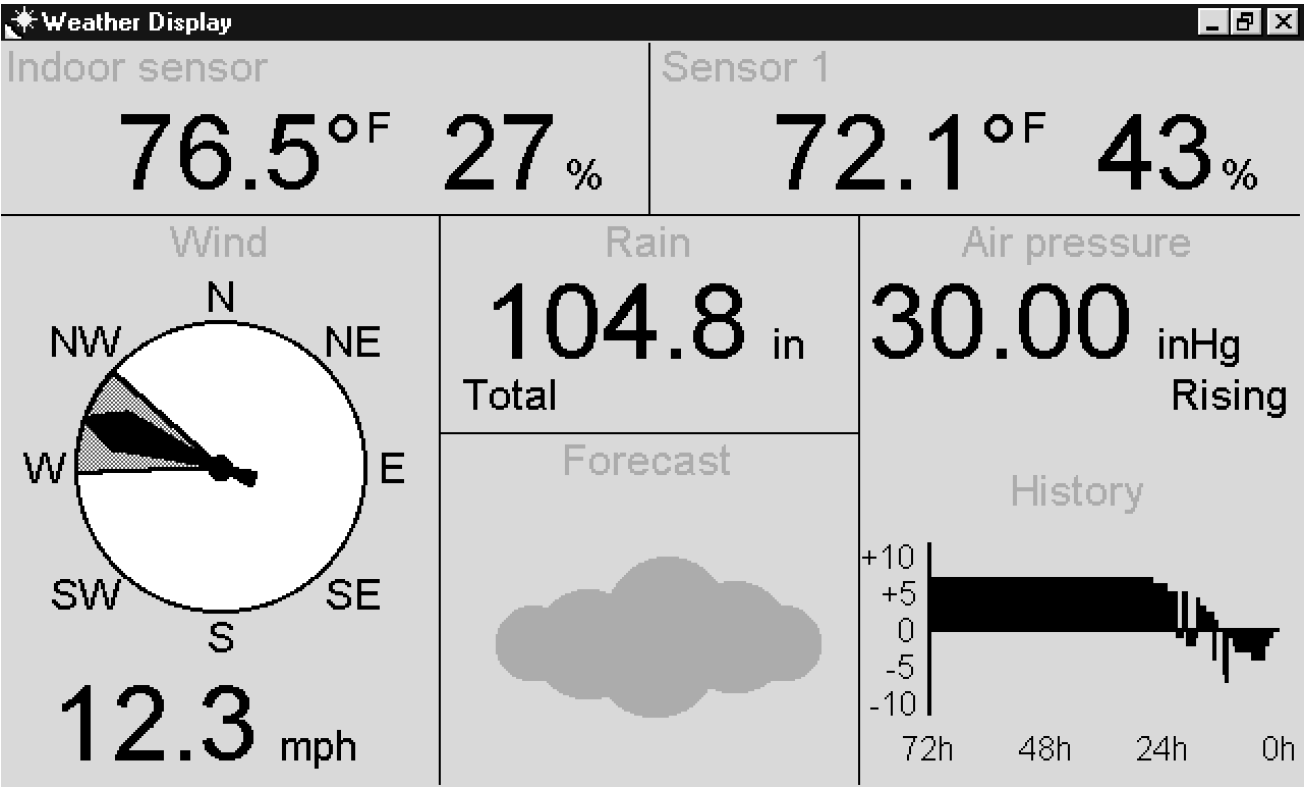 Weather Display
Indoor sensor
76.5°F 27%
Sensor 1
72.1°F 43%
Wind
N
NW NE
W E
SW SE
S
12.3 mph
Rain
104.8 in
Total
Forecast
Air pressure
30.00 inHg
Rising
History
+10
+5
0
-5
-10
72h 48h 24h 0h